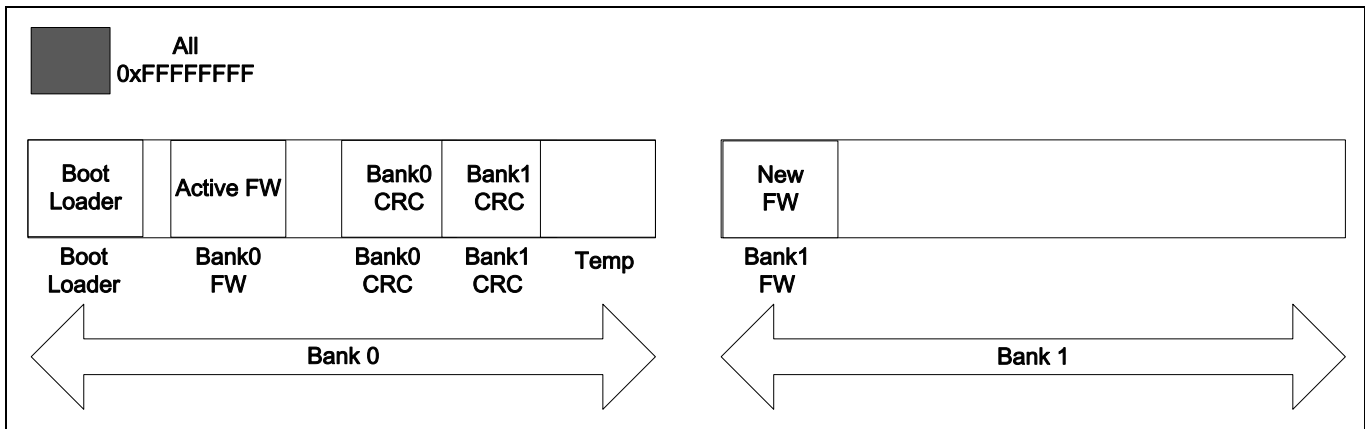 All
0xFFFFFFFF
Boot
Loader
Active FW
Bank0
CRC
Bank1
CRC
New
FW
Boot
Loader
Bank0
FW
Bank0
CRC
Bank1
CRC
Temp
Bank1
FW
Bank 0
Bank 1